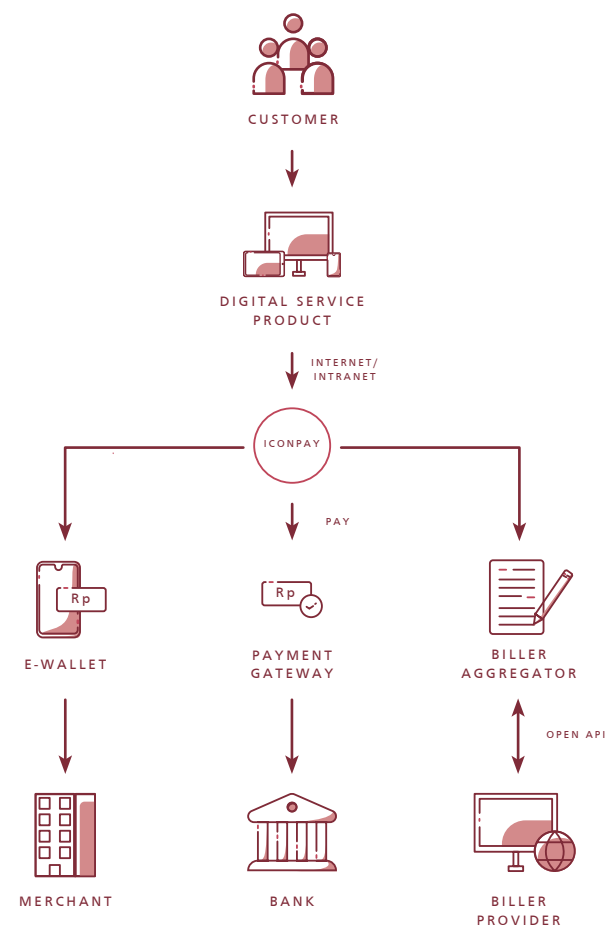 CUSTOMER
DIGITAL SERVICE
PRODUCT
INTERNET/
INTRANET
ICONPAY
PAY
Rp
Rp
E-WALLET
PAYMENT
GATEWAY
BILLER
AGGREGATOR
OPEN API
MERCHANT
BANK
BILLER
PROVIDER